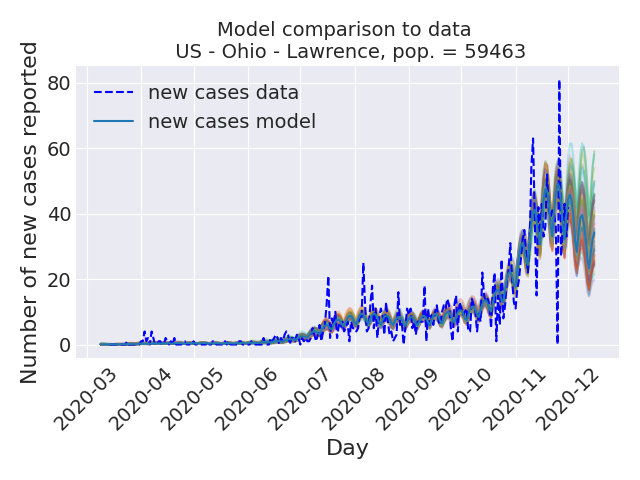 Model comparison to data
US - Ohio - Lawrence, pop. = 59463
Number of new cases reported
80
60
40
20
0
new cases data
new cases model
2020-03
2020-04
2020-05
2020-06
2020-07
2020-08
2020-09
2020-10
2020-11
2020-12
Day